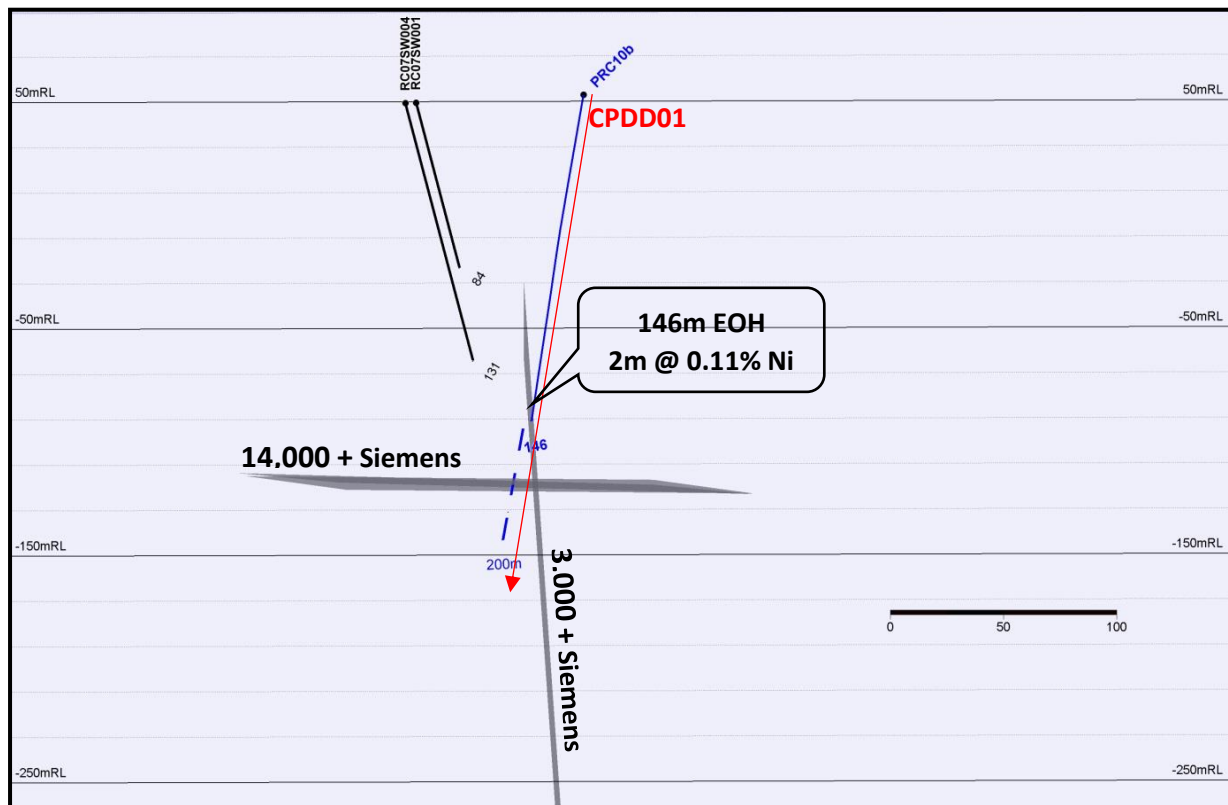 RC07SW004
RC07SW001
PRC10b
50mRL
50mRL
CPDD01
84
-50mRL
-50mRL
146m EOH
2m @ 0.11% Ni
131
146
14,000 + Siemens
-150mRL
-150mRL
200m
3,000 + Siemens
0
50
100
-250mRL
-250mRL